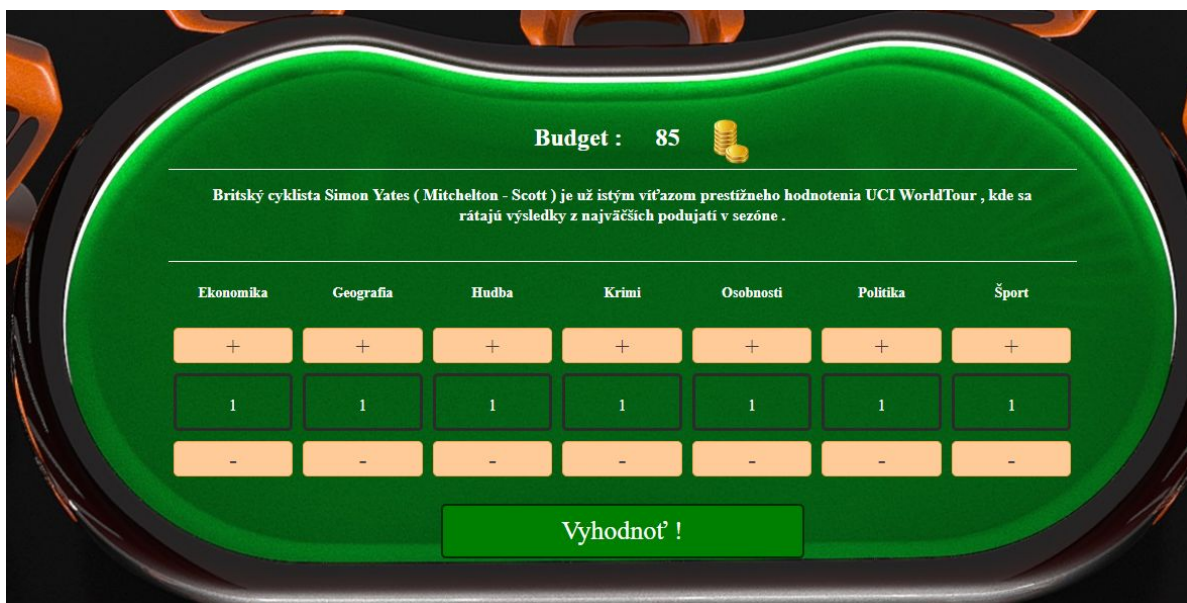 Budget : 85
Britský cyklista Simon Yates ( Mitchelton - Scott ) je už istým víťazom prestížneho hodnotenia UCI WorldTour , kde sa
rátajú výsledky z najväčších podujatí v sezóne .
Ekonomika Geografia Hudba Krimi Osobnosti Politika Šport
+ + + + + + +
1 1 1 1 1 1 1
- - - - - - -
Vyhodnoť !